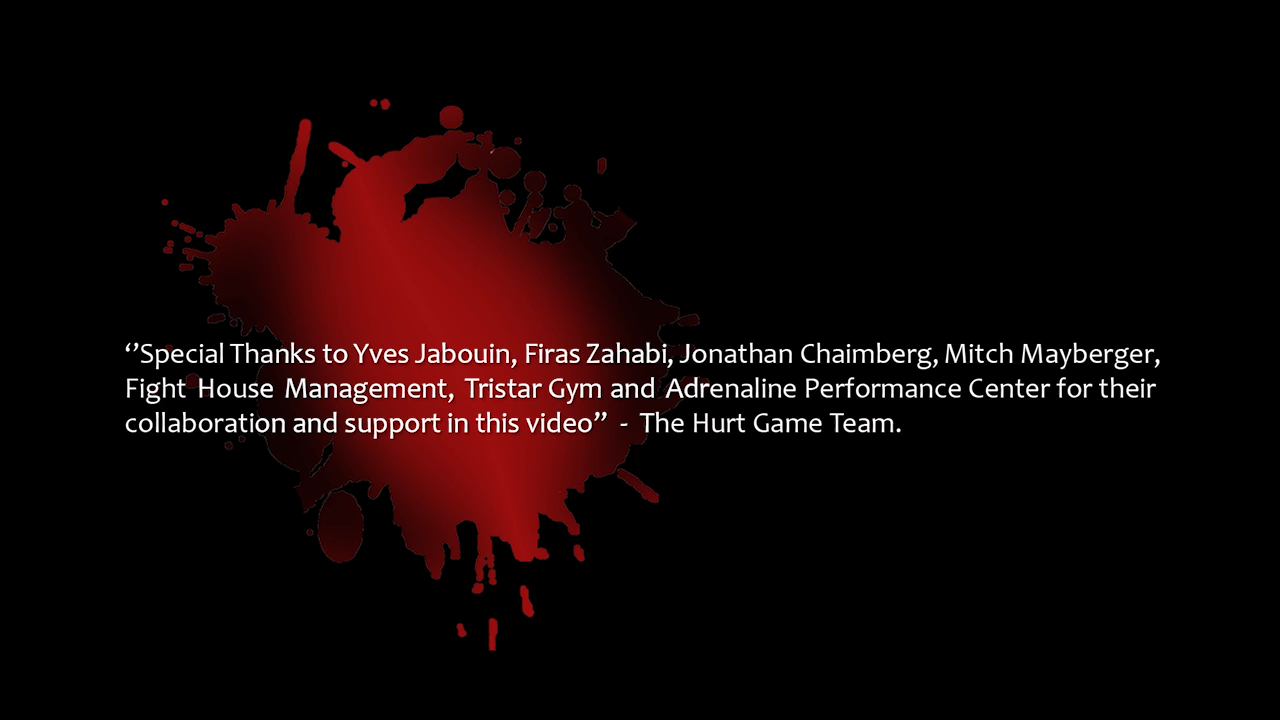 ‘’Special Thanks to Yves Jabouin, Firas Zahabi, Jonathan Chaimberg, Mitch Mayberger,
Fight House Management, Tristar Gym and Adrenaline Performance Center for their
collaboration and support in this video’’ - The Hurt Game Team.